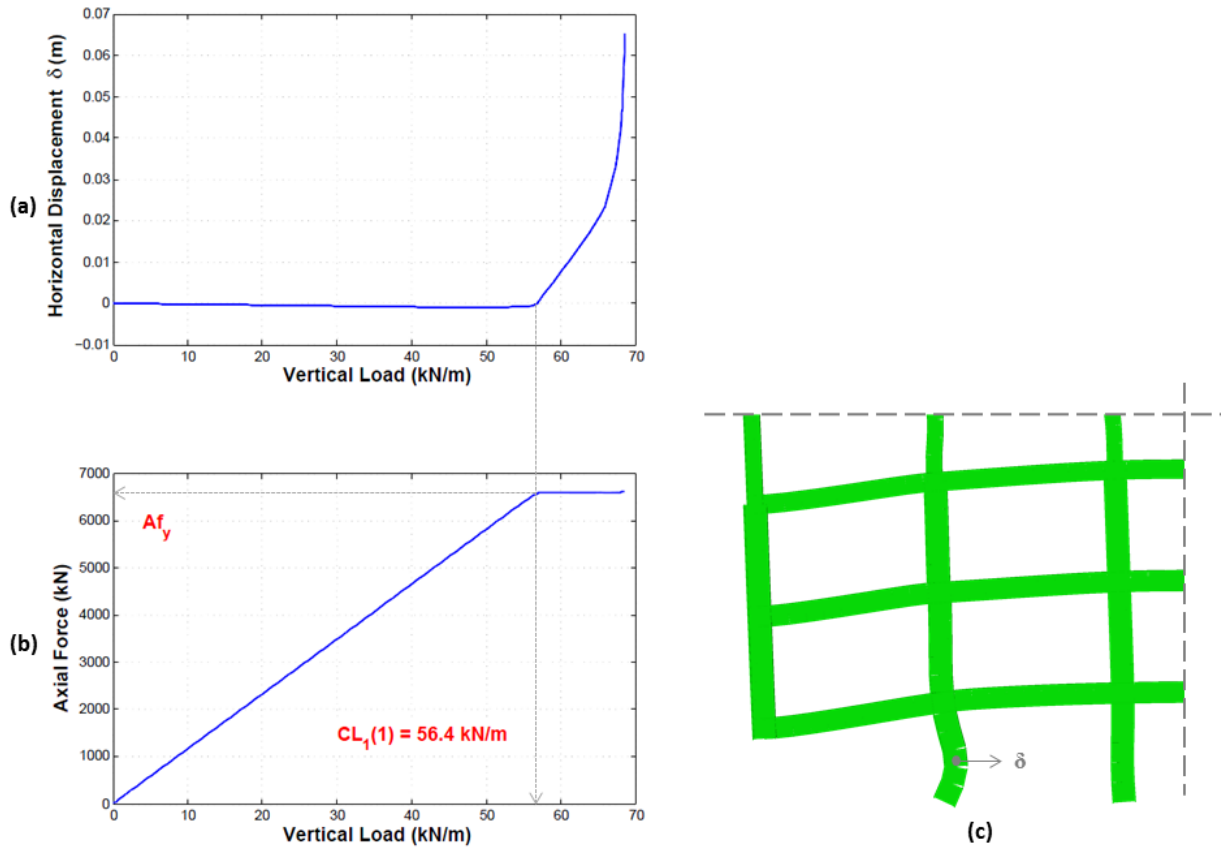 0.07
0.06
0.05
0.04
0.03
0.02
0.01
0
−0.01
Horizontal Displacement δ (m)
(a)
0 10 20 30 40 50 60 70
Vertical Load (kN/m)
7000
6000
5000
4000
3000
2000
1000
0
Axial Force (kN)
(b)
Af_y
CL_1(1) = 56.4 kN/m
0 10 20 30 40 50 60 70
Vertical Load (kN/m)
δ
(c)